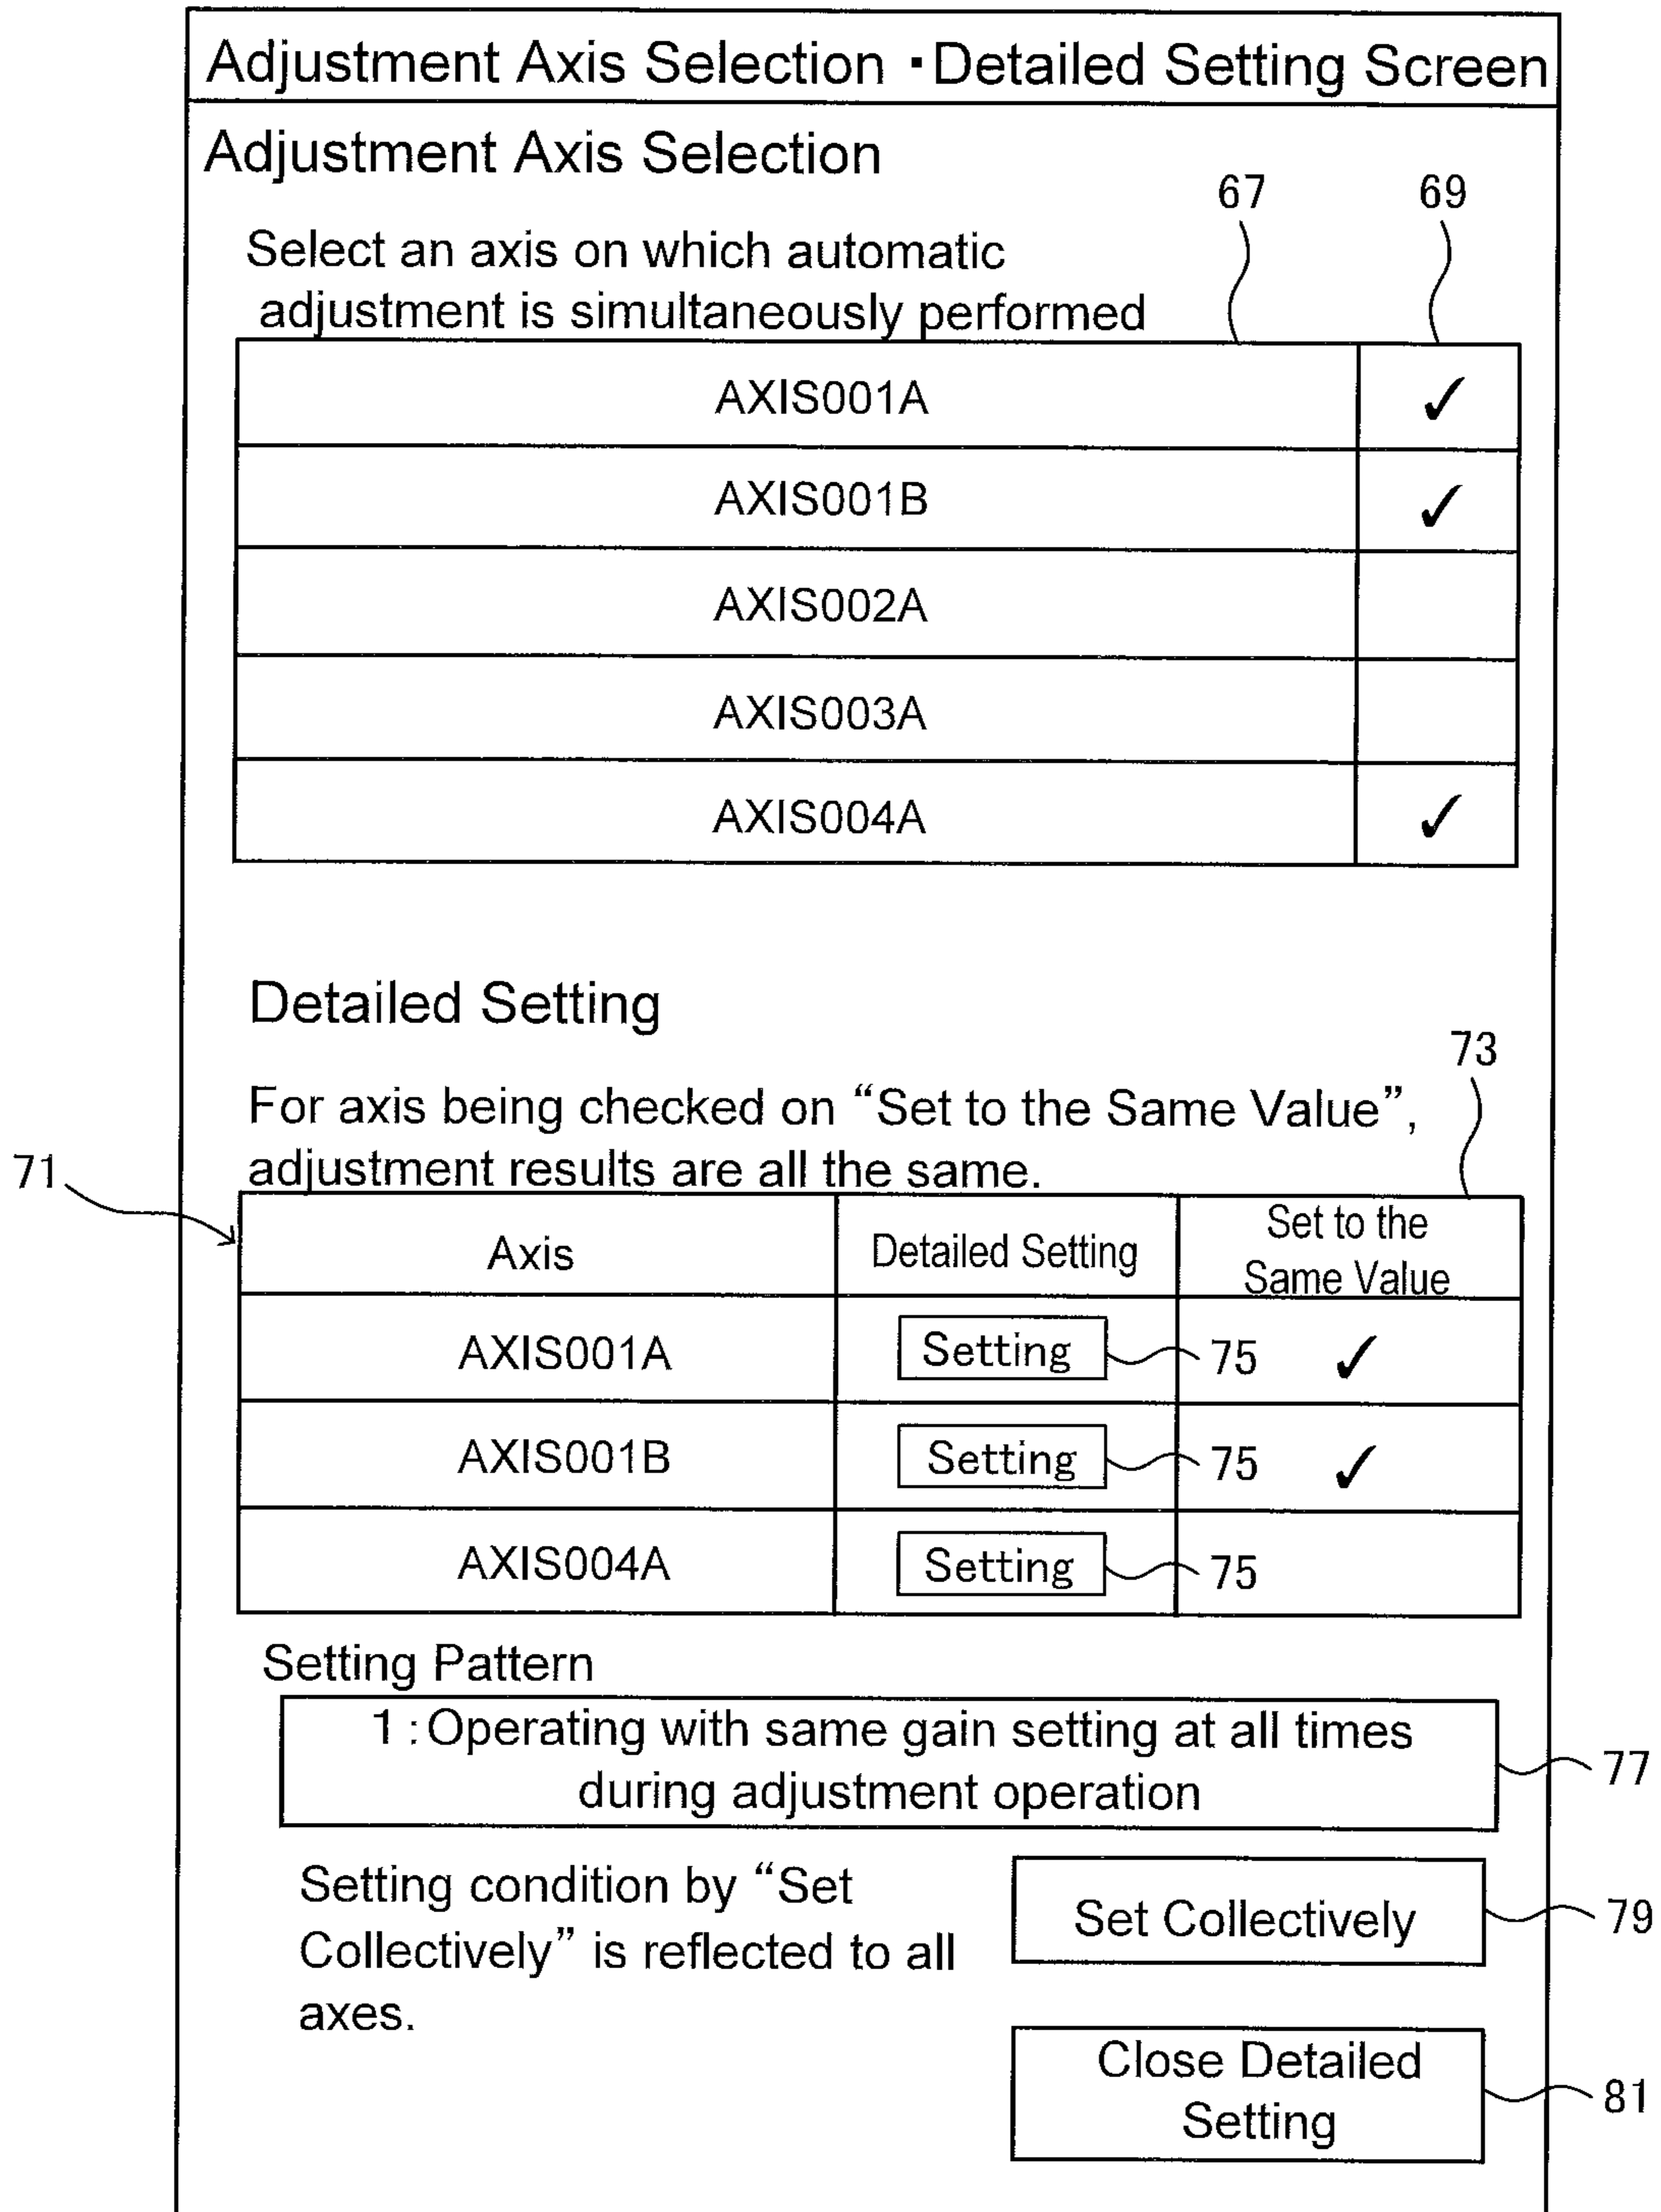 Adjustment Axis Selection ・Detailed Setting Screen
Adjustment Axis Selection
67
69
Select an axis on which automatic
adjustment is simultaneously performed
AXIS001A ✓
AXIS001B ✓
AXIS002A
AXIS003A
AXIS004A ✓
Detailed Setting
73
For axis being checked on “Set to the Same Value”,
71
adjustment results are all the same.
Axis
Detailed Setting
Set to the
Same Value
AXIS001A Setting 75 ✓
AXIS001B Setting 75 ✓
AXIS004A Setting 75
Setting Pattern
1 : Operating with same gain setting at all times
during adjustment operation
77
Setting condition by “Set
Collectively” is reflected to all
axes.
Set Collectively
79
Close Detailed
Setting
81